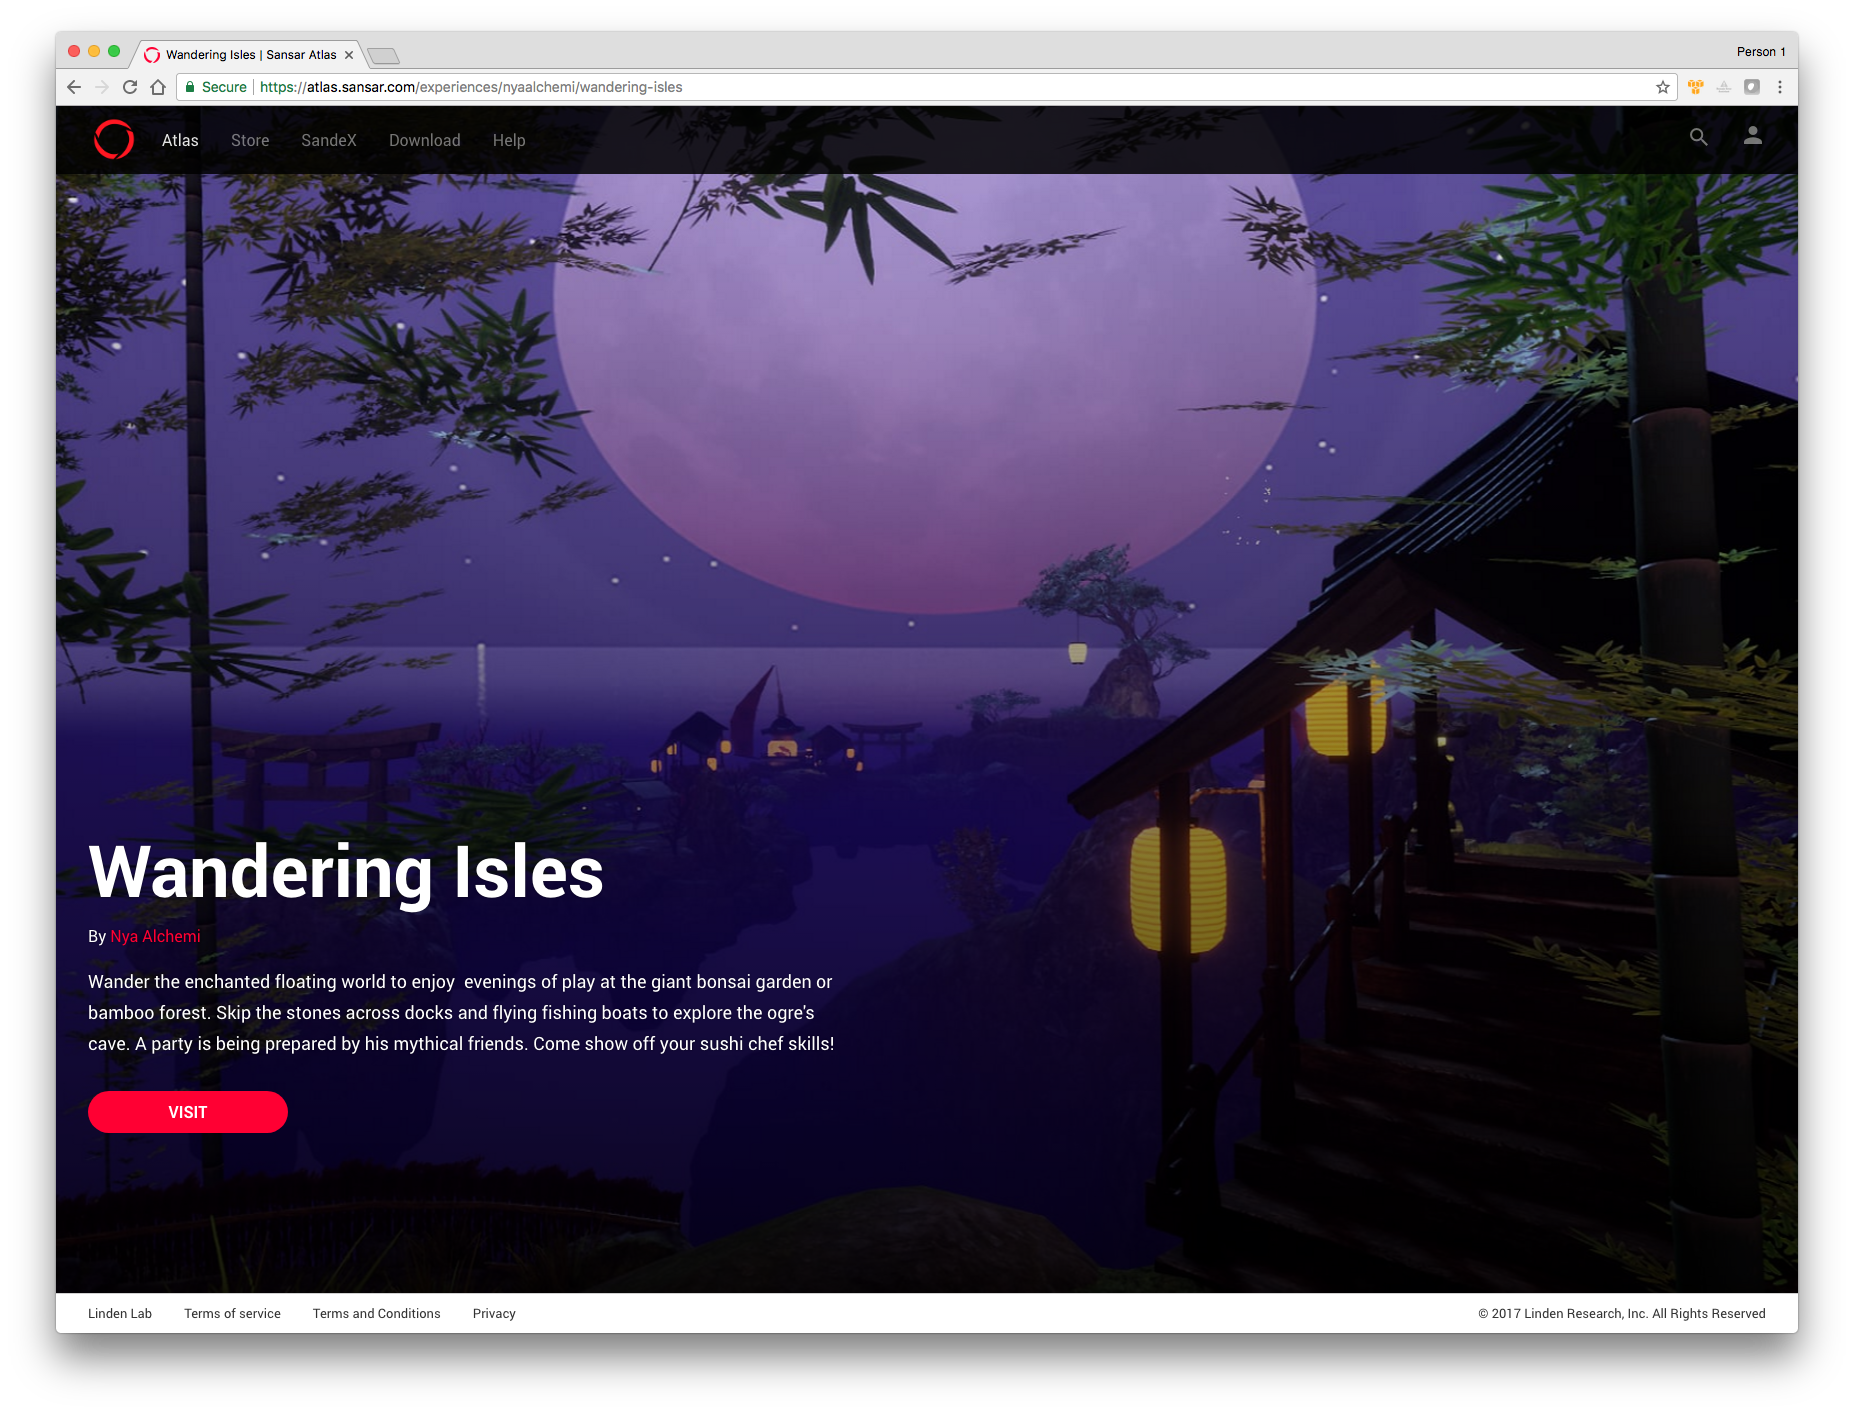 Wandering Isles | Sansar Atlas
Person 1
Secure https://atlas.sansar.com/experiences/nyaalchemi/wandering-isles
Atlas Store SandeX Download Help
Wandering Isles
By Nya Alchemi
Wander the enchanted floating world to enjoy  evenings of play at the giant bonsai garden or
bamboo forest. Skip the stones across docks and flying fishing boats to explore the ogre's
cave. A party is being prepared by his mythical friends. Come show off your sushi chef skills!
VISIT
Linden Lab Terms of service Terms and Conditions Privacy
© 2017 Linden Research, Inc. All Rights Reserved